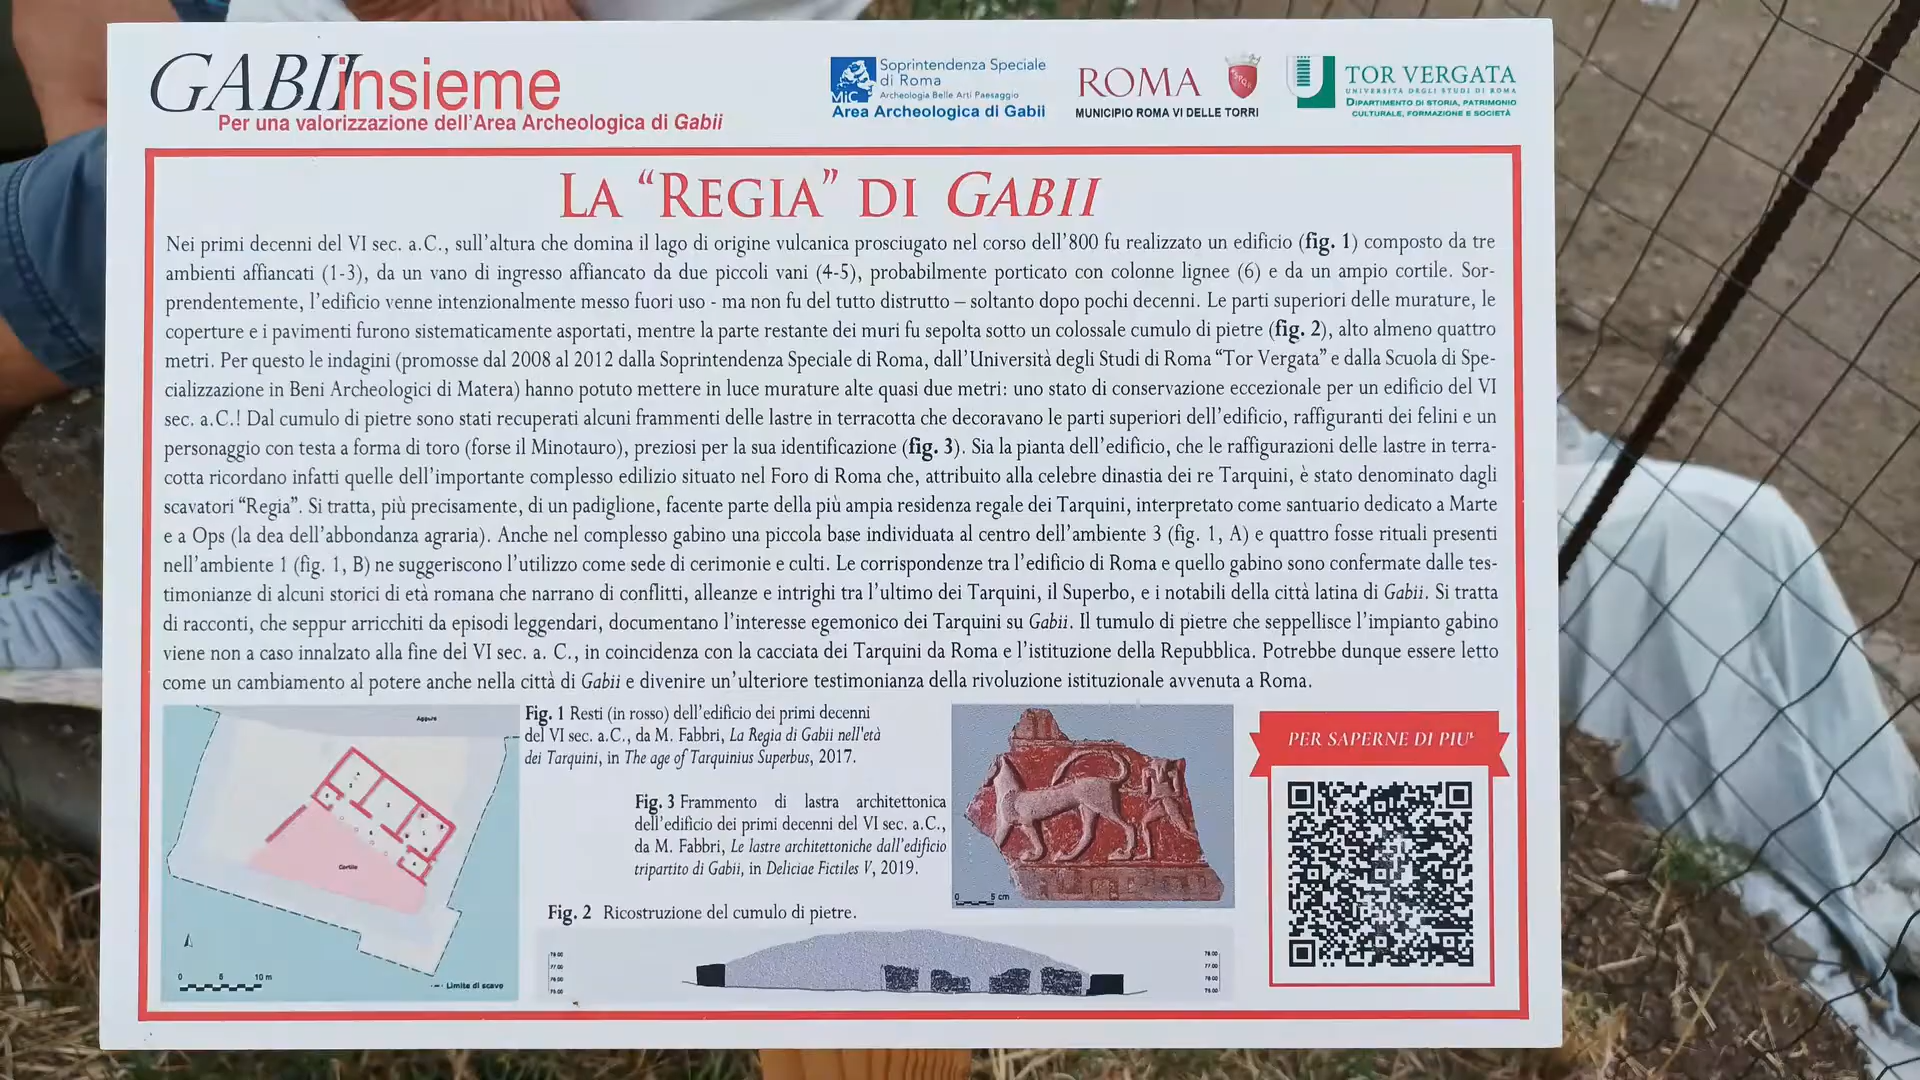 GABIIinsieme
Per una valorizzazione dell'Area Archeologica di Gabii
Soprintendenza Speciale
di Roma
Archeologia Belle Arti Paesaggio
MiC
Area Archeologica di Gabii
ROMA
MUNICIPIO ROMA VI DELLE TORRI
TOR VERGATA
UNIVERSITÀ DEGLI STUDI DI ROMA
DIPARTIMENTO DI STORIA, PATRIMONIO
CULTURALE, FORMAZIONE E SOCIETÀ
LA “REGIA” DI GABII
Nei primi decenni del VI sec. a.C., sull'altura che domina il lago di origine vulcanica prosciugato nel corso dell'800 fu realizzato un edificio (fig. 1) composto da tre
ambienti affiancati (1-3), da un vano di ingresso affiancato da due piccoli vani (4-5), probabilmente porticato con colonne lignee (6) e da un ampio cortile. Sor-
prendentemente, l'edificio venne intenzionalmente messo fuori uso - ma non fu del tutto distrutto – soltanto dopo pochi decenni. Le parti superiori delle murature, le
coperture e i pavimenti furono sistematicamente asportati, mentre la parte restante dei muri fu sepolta sotto un colossale cumulo di pietre (fig. 2), alto almeno quattro
metri. Per questo le indagini (promosse dal 2008 al 2012 dalla Soprintendenza Speciale di Roma, dall'Università degli Studi di Roma “Tor Vergata” e dalla Scuola di Spe-
cializzazione in Beni Archeologici di Matera) hanno potuto mettere in luce murature alte quasi due metri: uno stato di conservazione eccezionale per un edificio del VI
sec. a.C.! Dal cumulo di pietre sono stati recuperati alcuni frammenti delle lastre in terracotta che decoravano le parti superiori dell'edificio, raffiguranti dei felini e un
personaggio con testa a forma di toro (forse il Minotauro), preziosi per la sua identificazione (fig. 3). Sia la pianta dell'edificio, che le raffigurazioni delle lastre in terra-
cotta ricordano infatti quelle dell'importante complesso edilizio situato nel Foro di Roma che, attribuito alla celebre dinastia dei re Tarquini, è stato denominato dagli
scavatori “Regia”. Si tratta, più precisamente, di un padiglione, facente parte della più ampia residenza regale dei Tarquini, interpretato come santuario dedicato a Marte
e a Ops (la dea dell'abbondanza agraria). Anche nel complesso gabino una piccola base individuata al centro dell'ambiente 3 (fig. 1, A) e quattro fosse rituali presenti
nell'ambiente 1 (fig. 1, B) ne suggeriscono l'utilizzo come sede di cerimonie e culti. Le corrispondenze tra l'edificio di Roma e quello gabino sono confermate dalle tes-
timonianze di alcuni storici di età romana che narrano di conflitti, alleanze e intrighi tra l'ultimo dei Tarquini, il Superbo, e i notabili della città latina di Gabii. Si tratta
di racconti, che seppur arricchiti da episodi leggendari, documentano l'interesse egemonico dei Tarquini su Gabii. Il tumulo di pietre che seppellisce l'impianto gabino
viene non a caso innalzato alla fine del VI sec. a. C., in coincidenza con la cacciata dei Tarquini da Roma e l'istituzione della Repubblica. Potrebbe dunque essere letto
come un cambiamento al potere anche nella città di Gabii e divenire un'ulteriore testimonianza della rivoluzione istituzionale avvenuta a Roma.
Aggere
Cortile
0 5 10 m
Limite di scavo
Fig. 1 Resti (in rosso) dell'edificio dei primi decenni
del VI sec. a.C., da M. Fabbri, La Regia di Gabii nell'età
dei Tarquini, in The age of Tarquinius Superbus, 2017.
Fig. 3 Frammento di lastra architettonica
dell'edificio dei primi decenni del VI sec. a.C.,
da M. Fabbri, Le lastre architettoniche dall'edificio
tripartito di Gabii, in Deliciae Fictiles V, 2019.
0 5 cm
Fig. 2 Ricostruzione del cumulo di pietre.
78.00 78.00
77.00 77.00
76.00 76.00
75.00 75.00
PER SAPERNE DI PIU'